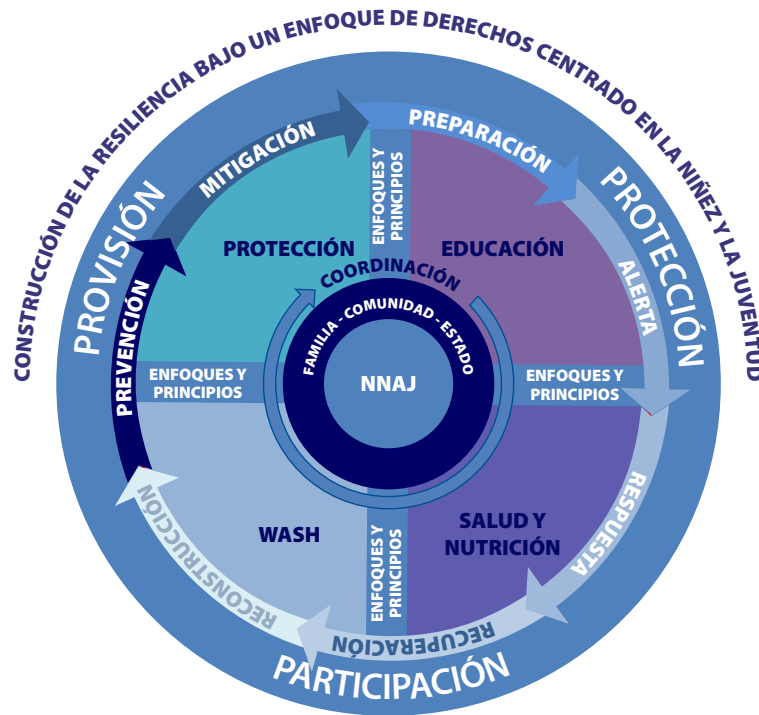 CONSTRUCCIÓN DE LA RESILIENCIA BAJO UN ENFOQUE DE DERECHOS CENTRADO EN LA NIÑEZ Y LA JUVENTUD
PROVISIÓN
PROTECCIÓN
PARTICIPACIÓN
PREVENCIÓN
MITIGACIÓN
PREPARACIÓN
ALERTA
RESPUESTA
RECUPERACIÓN
RECONSTRUCCIÓN
ENFOQUES Y
PRINCIPIOS
PROTECCIÓN
EDUCACIÓN
COORDINACIÓN
FAMILIA - COMUNIDAD - ESTADO
NNAJ
ENFOQUES Y
PRINCIPIOS
ENFOQUES Y
PRINCIPIOS
WASH
SALUD Y
NUTRICIÓN
ENFOQUES Y
PRINCIPIOS